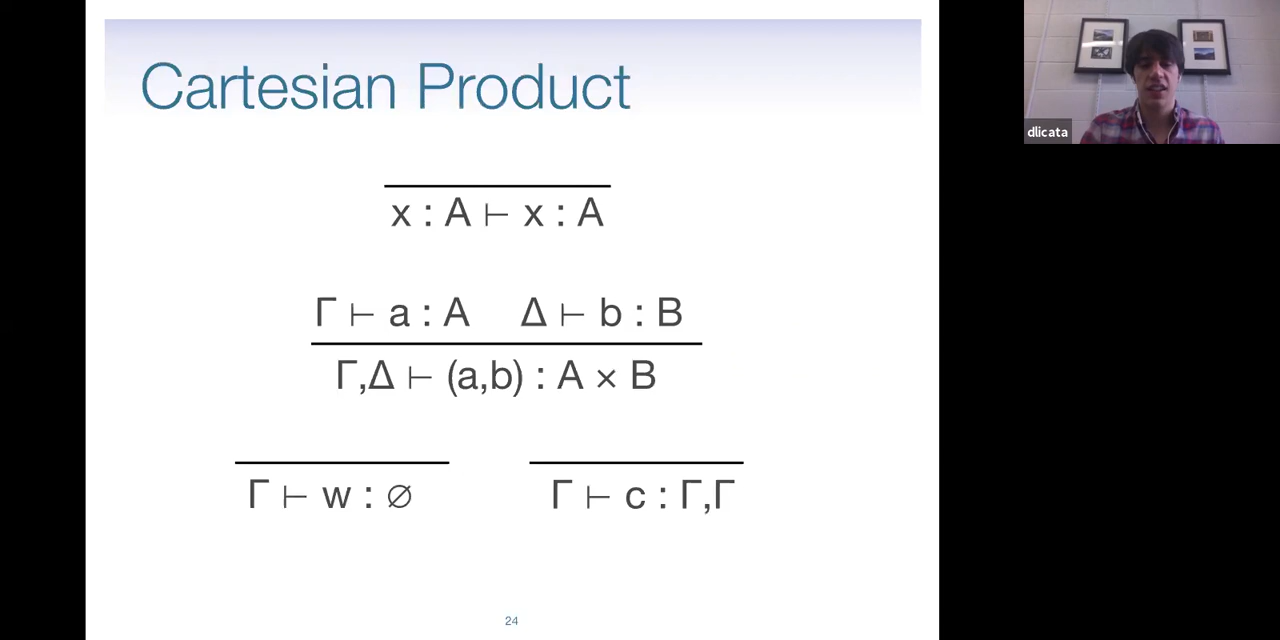 Cartesian Product
dlicata
x : A ⊢ x : A
Γ ⊢ a : A Δ ⊢ b : B
Γ,Δ ⊢ (a,b) : A × B
Γ ⊢ w : ∅ Γ ⊢ c : Γ,Γ
24